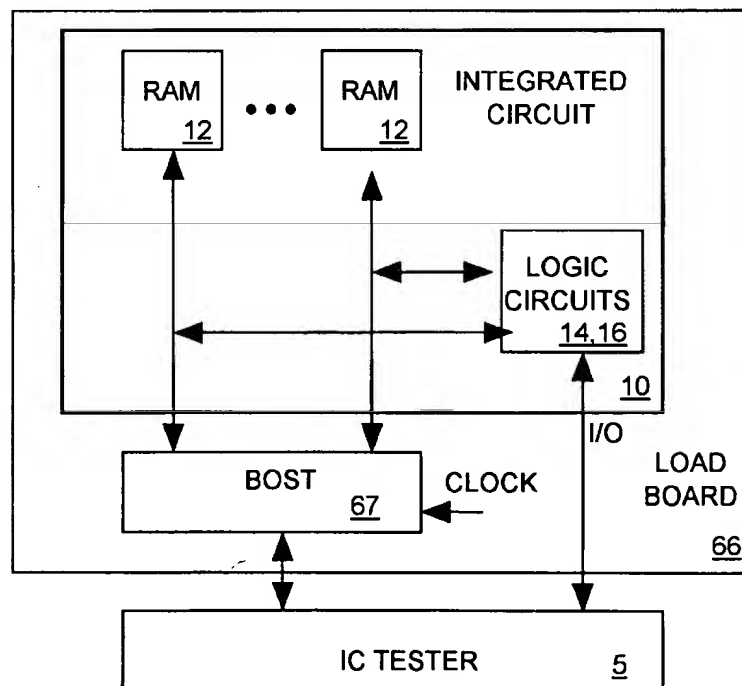 RAM
12
RAM
12
INTEGRATED
CIRCUIT
LOGIC
CIRCUITS
14,16
10
I/O
BOST
67
CLOCK
LOAD
BOARD
66
IC TESTER
5